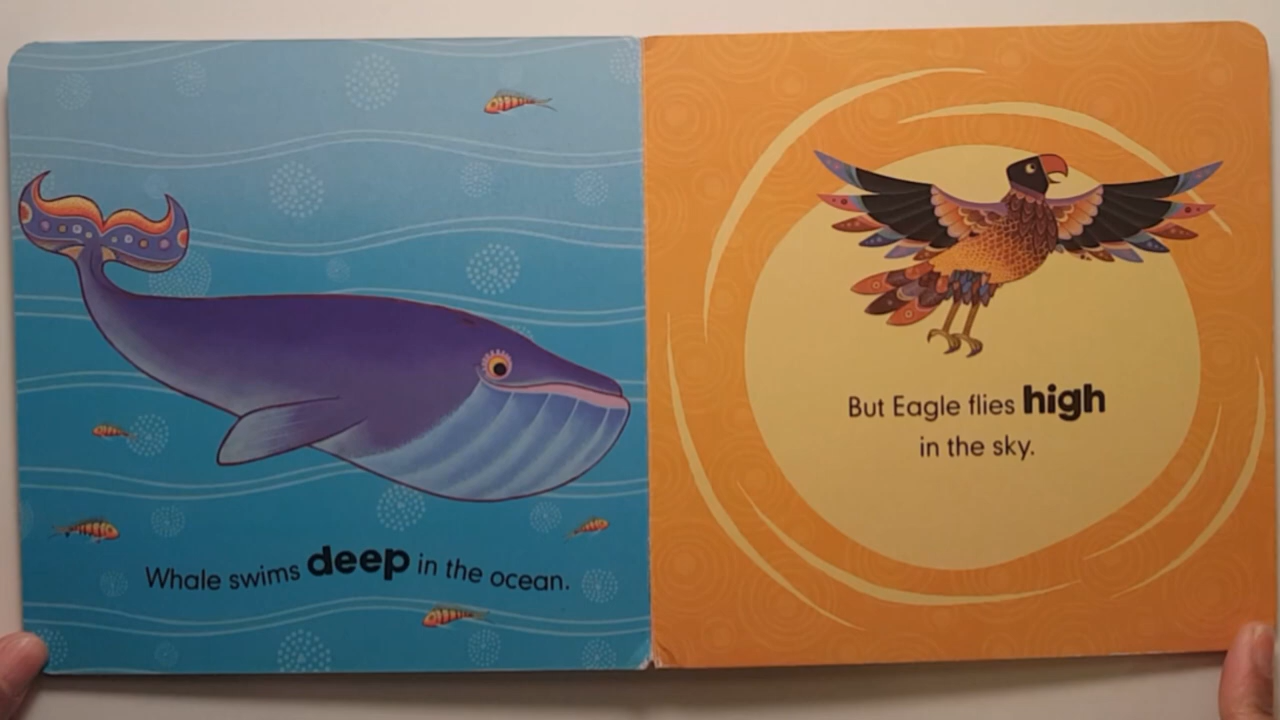 Whale swims deep in the ocean.
But Eagle flies high
in the sky.